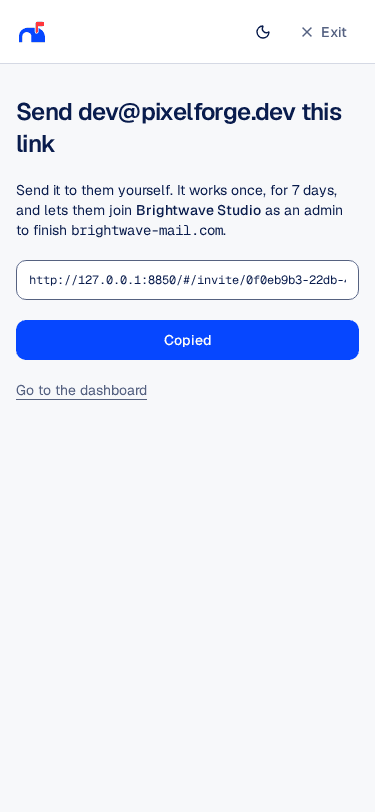 Exit
Send dev@pixelforge.dev this
link
Send it to them yourself. It works once, for 7 days,
and lets them join Brightwave Studio as an admin
to finish brightwave-mail.com.
http://127.0.0.1:8850/#/invite/0f0eb9b3-22db-
Copied
Go to the dashboard